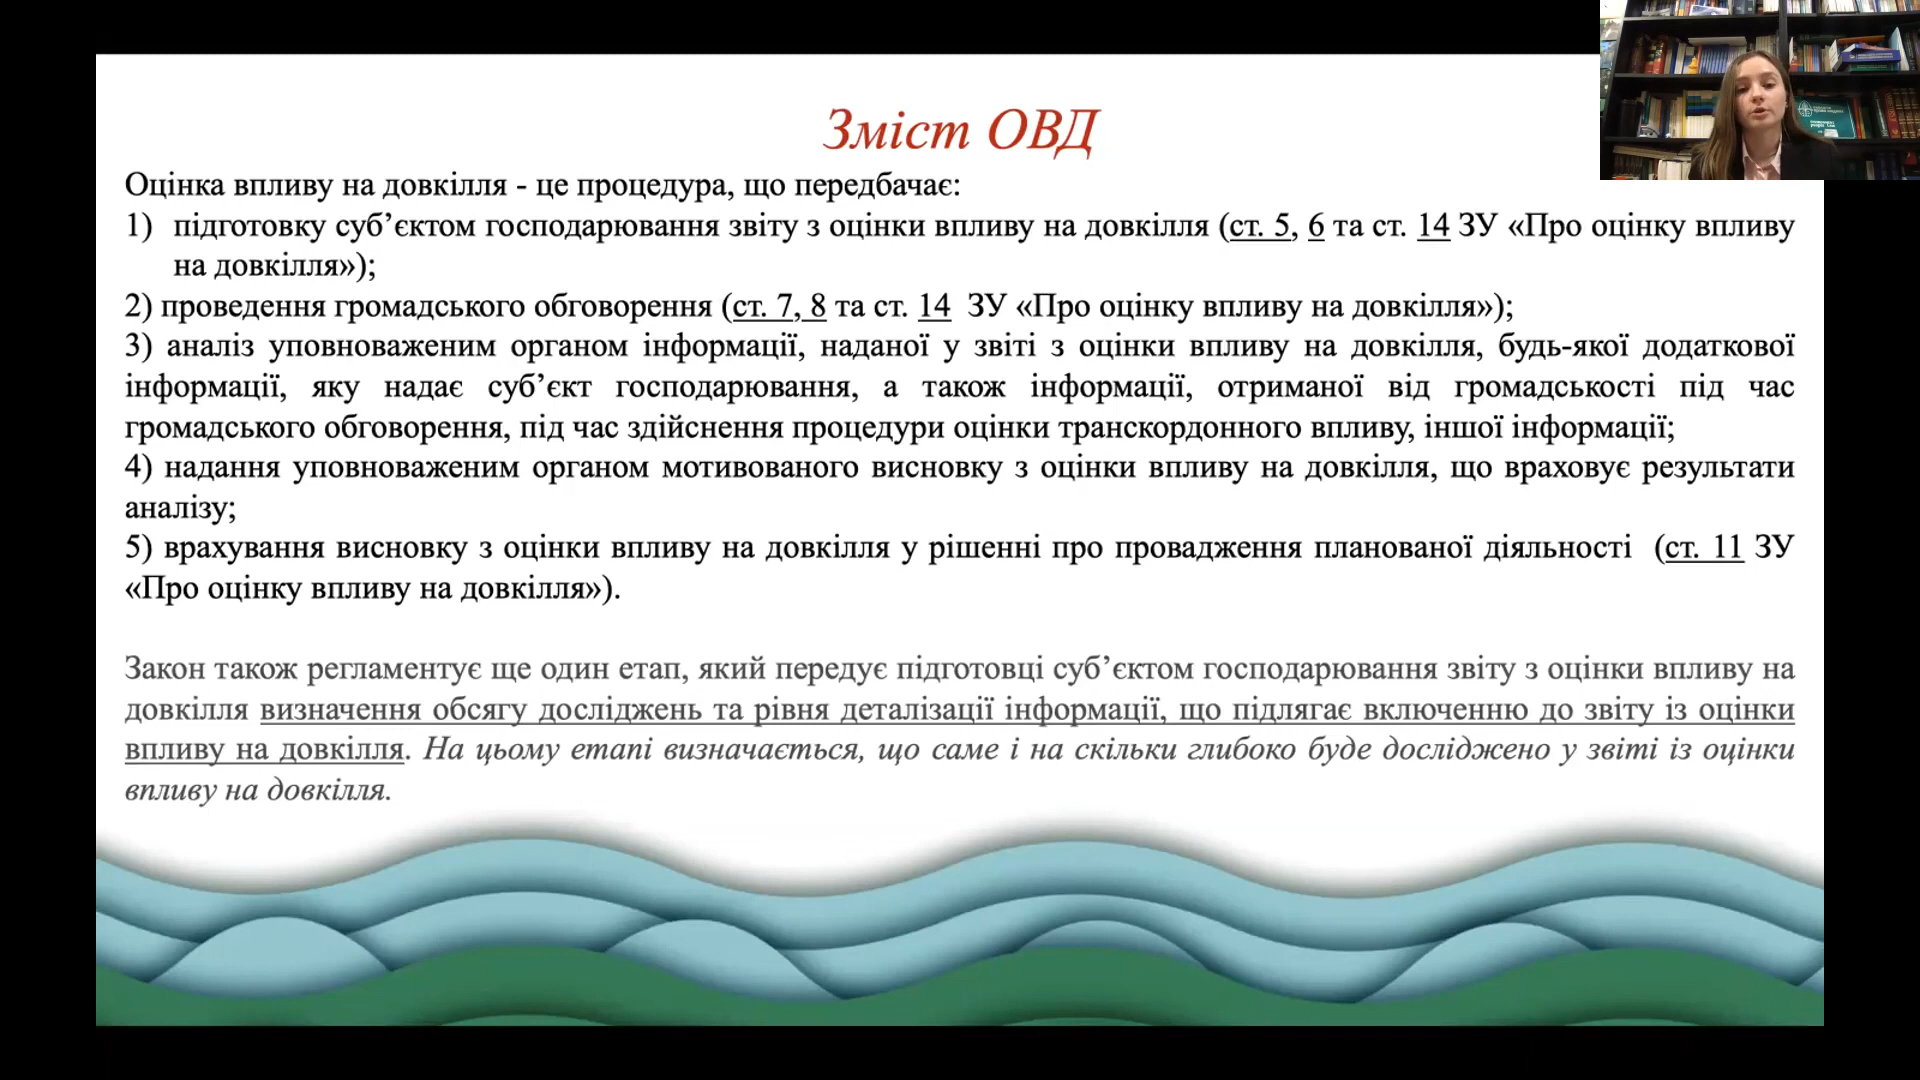 Зміст ОВД
Оцінка впливу на довкілля - це процедура, що передбачає:
1) підготовку суб’єктом господарювання звіту з оцінки впливу на довкілля (ст. 5, 6 та ст. 14 ЗУ «Про оцінку впливу
на довкілля»);
2) проведення громадського обговорення (ст. 7, 8 та ст. 14 ЗУ «Про оцінку впливу на довкілля»);
3) аналіз уповноваженим органом інформації, наданої у звіті з оцінки впливу на довкілля, будь-якої додаткової
інформації, яку надає суб’єкт господарювання, а також інформації, отриманої від громадськості під час
громадського обговорення, під час здійснення процедури оцінки транскордонного впливу, іншої інформації;
4) надання уповноваженим органом мотивованого висновку з оцінки впливу на довкілля, що враховує результати
аналізу;
5) врахування висновку з оцінки впливу на довкілля у рішенні про провадження планованої діяльності (ст. 11 ЗУ
«Про оцінку впливу на довкілля»).
Закон також регламентує ще один етап, який передує підготовці суб’єктом господарювання звіту з оцінки впливу на
довкілля визначення обсягу досліджень та рівня деталізації інформації, що підлягає включенню до звіту із оцінки
впливу на довкілля. На цьому етапі визначається, що саме і на скільки глибоко буде досліджено у звіті із оцінки
впливу на довкілля.